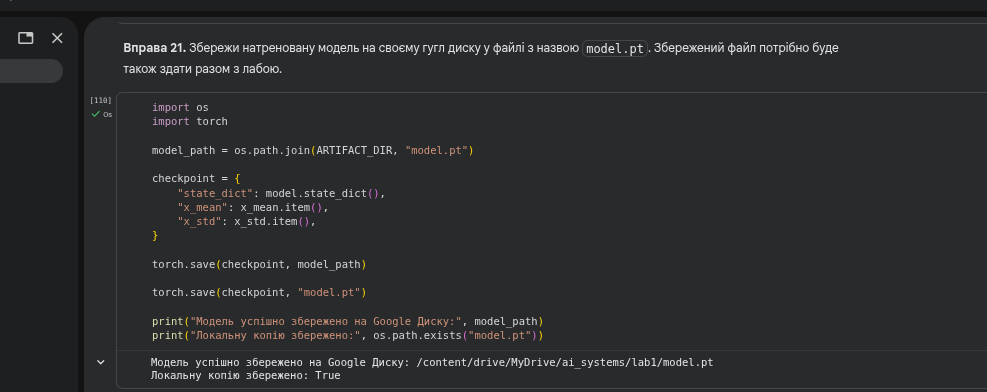 Вправа 21. Збережи натреновану модель на своєму гугл диску у файлі з назвою model.pt. Збережений файл потрібно буде
також здати разом з лабою.
[110]
0s
import os
import torch
model_path = os.path.join(ARTIFACT_DIR, "model.pt")
checkpoint = {
"state_dict": model.state_dict(),
"x_mean": x_mean.item(),
"x_std": x_std.item(),
}
torch.save(checkpoint, model_path)
torch.save(checkpoint, "model.pt")
print("Модель успішно збережено на Google Диску:", model_path)
print("Локальну копію збережено:", os.path.exists("model.pt"))
Модель успішно збережено на Google Диску: /content/drive/MyDrive/ai_systems/lab1/model.pt
Локальну копію збережено: True